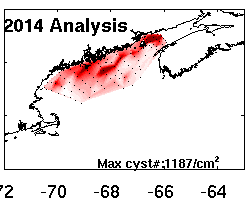 2014 Analysis
Max cyst#:1187/cm²
72 -70 -68 -66 -64